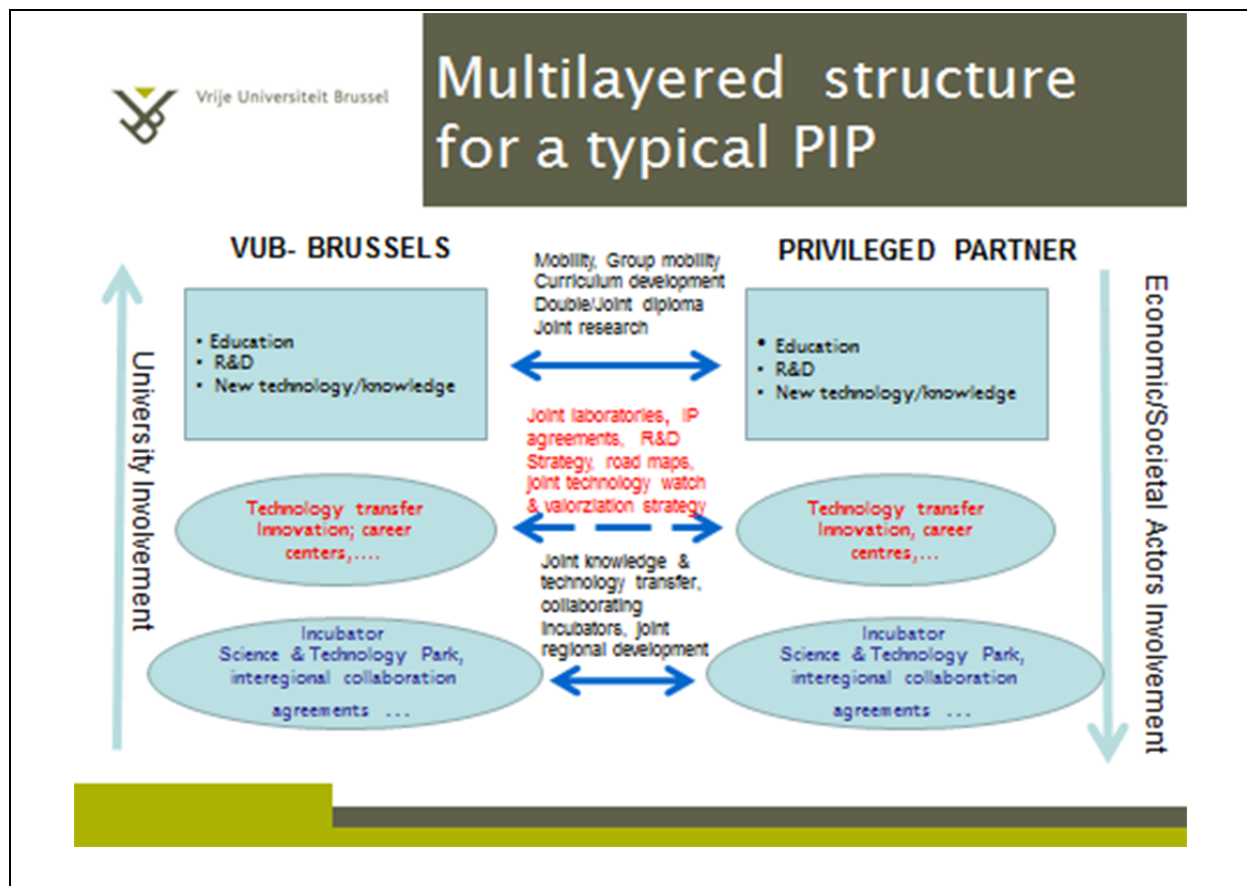 Vrije Universiteit Brussel
Multilayered structure
for a typical PIP
VUB- BRUSSELS
PRIVILEGED PARTNER
Mobility, Group mobility
Curriculum development
Double/Joint diploma
Joint research
• Education
• R&D
• New technology/knowledge
• Education
• R&D
• New technology/knowledge
University Involvement
Economic/Societal Actors Involvement
Joint laboratories, IP
agreements, R&D
Strategy, road maps,
joint technology watch
& valorziation strategy
Technology transfer
Innovation; career
centers,....
Technology transfer
Innovation, career
centres,...
Joint knowledge &
technology transfer,
collaborating
Incubators, joint
regional development
Incubator
Science & Technology Park,
interegional collaboration
agreements ...
Incubator
Science & Technology Park,
interegional collaboration
agreements ...